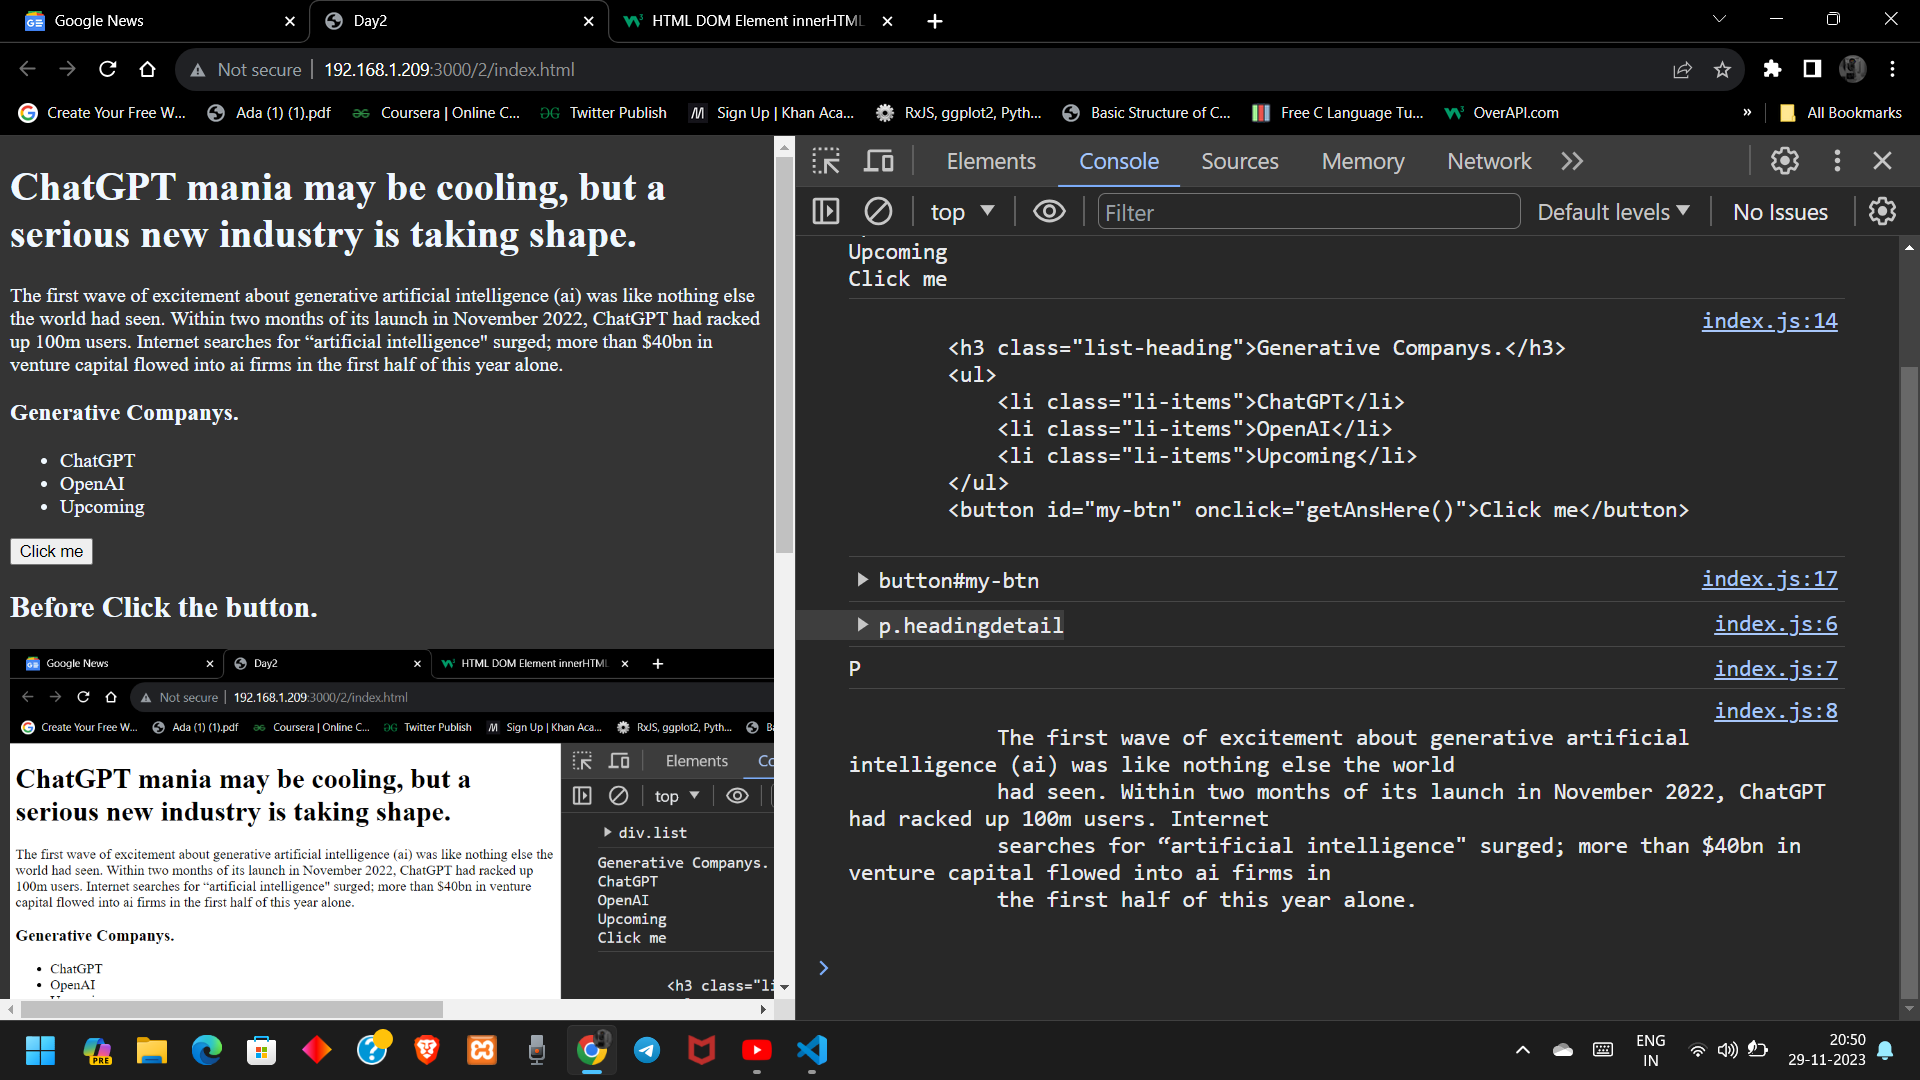 Google News
Day2
HTML DOM Element innerHTML
Not secure
192.168.1.209:3000/2/index.html
Create Your Free W...
Ada (1) (1).pdf
Coursera | Online C...
Twitter Publish
Sign Up | Khan Aca...
RxJS, ggplot2, Pyth...
Basic Structure of C...
Free C Language Tu...
OverAPI.com
»
All Bookmarks
ChatGPT mania may be cooling, but a
serious new industry is taking shape.
The first wave of excitement about generative artificial intelligence (ai) was like nothing else
the world had seen. Within two months of its launch in November 2022, ChatGPT had racked
up 100m users. Internet searches for “artificial intelligence" surged; more than $40bn in
venture capital flowed into ai firms in the first half of this year alone.
Generative Companys.
• ChatGPT
• OpenAI
• Upcoming
Click me
Before Click the button.
Google News
Day2
HTML DOM Element innerHTML
Not secure
192.168.1.209:3000/2/index.html
Create Your Free W...
Ada (1) (1).pdf
Coursera | Online C...
Twitter Publish
Sign Up | Khan Aca...
RxJS, ggplot2, Pyth...
ChatGPT mania may be cooling, but a
serious new industry is taking shape.
The first wave of excitement about generative artificial intelligence (ai) was like nothing else the
world had seen. Within two months of its launch in November 2022, ChatGPT had racked up
100m users. Internet searches for “artificial intelligence" surged; more than $40bn in venture
capital flowed into ai firms in the first half of this year alone.
Generative Companys.
• ChatGPT
• OpenAI
Elements
top
div.list
Generative Companys.
ChatGPT
OpenAI
Upcoming
Click me
<h3 class="li
Elements
Console
Sources
Memory
Network
top
Filter
Default levels
No Issues
Upcoming
Click me
index.js:14
<h3 class="list-heading">Generative Companys.</h3>
<ul>
<li class="li-items">ChatGPT</li>
<li class="li-items">OpenAI</li>
<li class="li-items">Upcoming</li>
</ul>
<button id="my-btn" onclick="getAnsHere()">Click me</button>
button#my-btn
index.js:17
p.headingdetail
index.js:6
P
index.js:7
index.js:8
The first wave of excitement about generative artificial
intelligence (ai) was like nothing else the world
had seen. Within two months of its launch in November 2022, ChatGPT
had racked up 100m users. Internet
searches for “artificial intelligence" surged; more than $40bn in
venture capital flowed into ai firms in
the first half of this year alone.
PRE
ENG
IN
20:50
29-11-2023